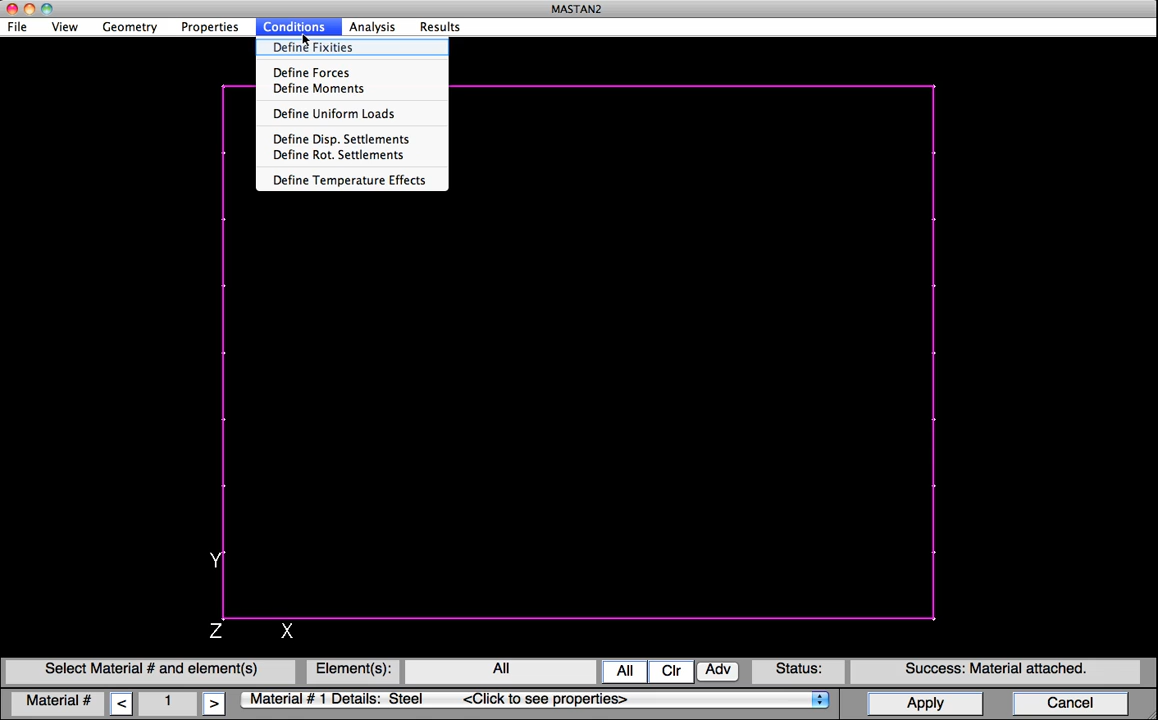 MASTAN2
File View Geometry Properties Conditions Analysis Results
Define Fixities
Define Forces
Define Moments
Define Uniform Loads
Define Disp. Settlements
Define Rot. Settlements
Define Temperature Effects
Y
Z X
Select Material # and element(s) Element(s): All All Clr Adv Status: Success: Material attached.
Material # < 1 > Material # 1 Details: Steel <Click to see properties> Apply Cancel